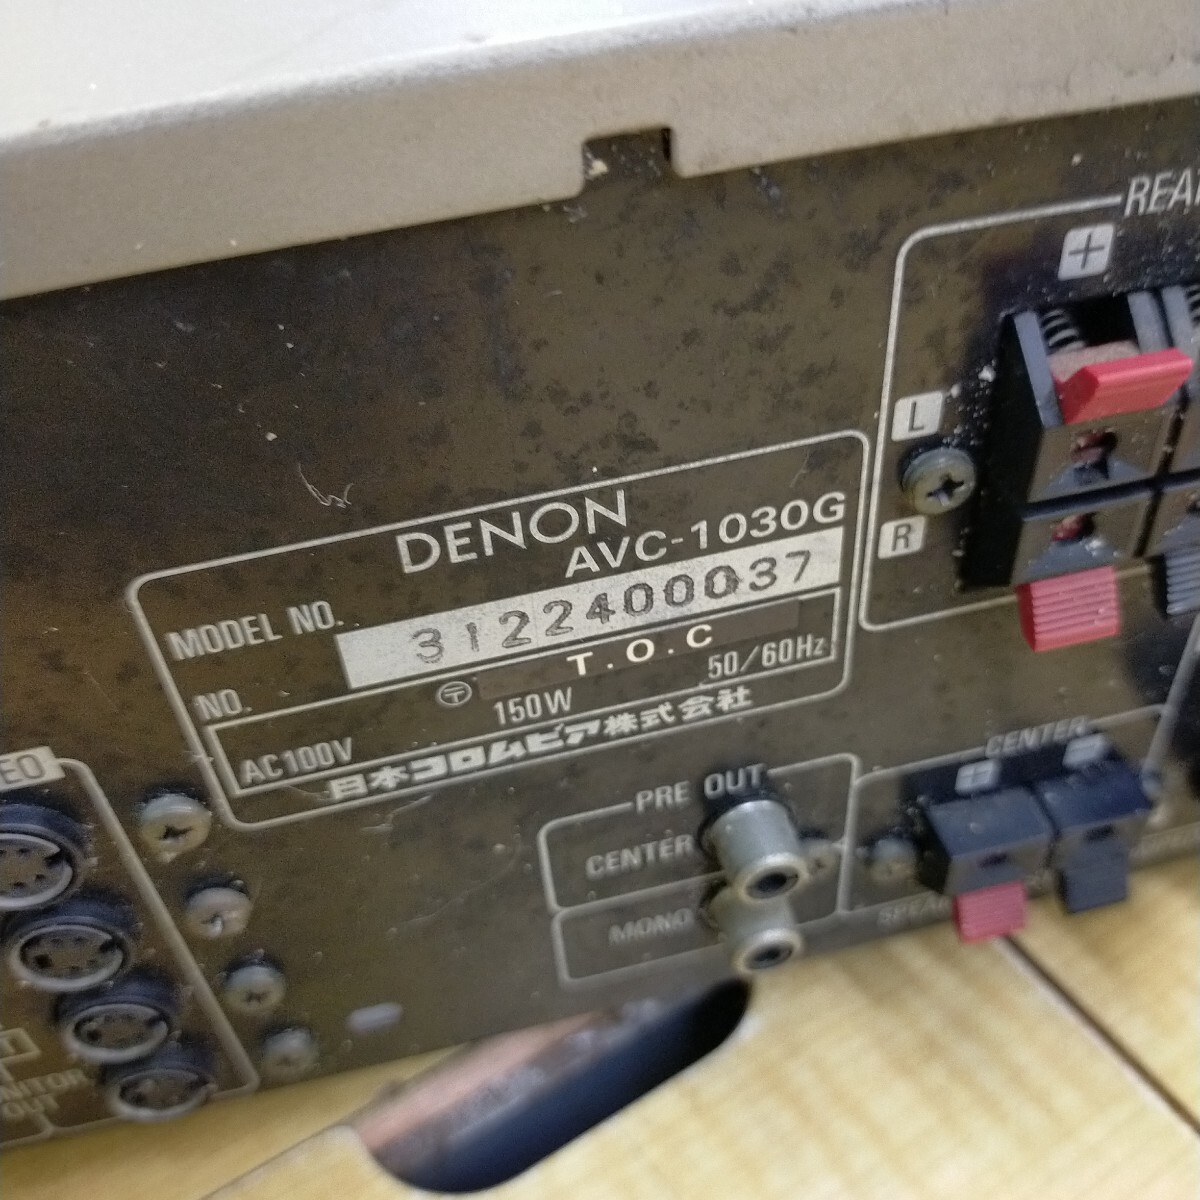 +
L
R
DENON
MODEL NO. AVC-1030G
NO. 3122400037
〒 T.O.C
AC100V 150W 50/60Hz
日本コロムビア株式会社
PRE OUT
CENTER
MONO
CENTER
+ −
OUT